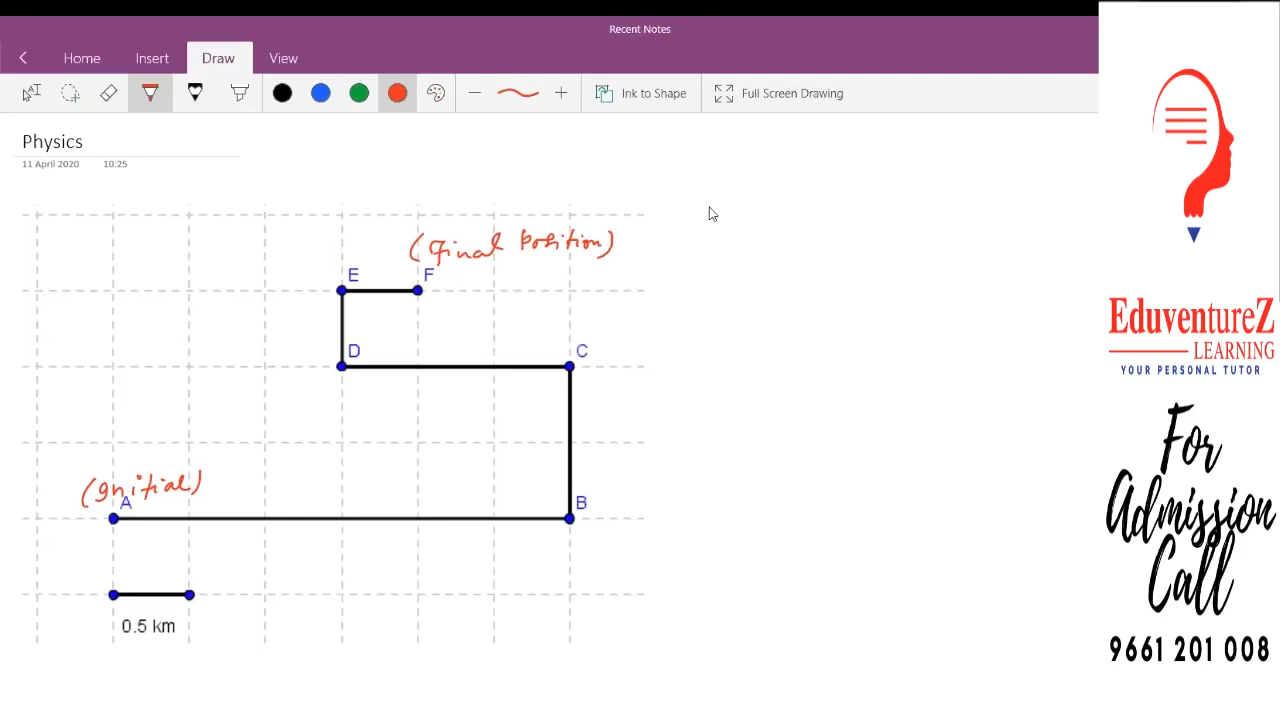 Recent Notes
Home Insert Draw View
Ink to Shape Full Screen Drawing
Physics
11 April 2020 10:25
(Final Position)
E F
D C
(Initial)
A B
0.5 km
EduventureZ
LEARNING
YOUR PERSONAL TUTOR
For
Admission
Call
9661 201 008